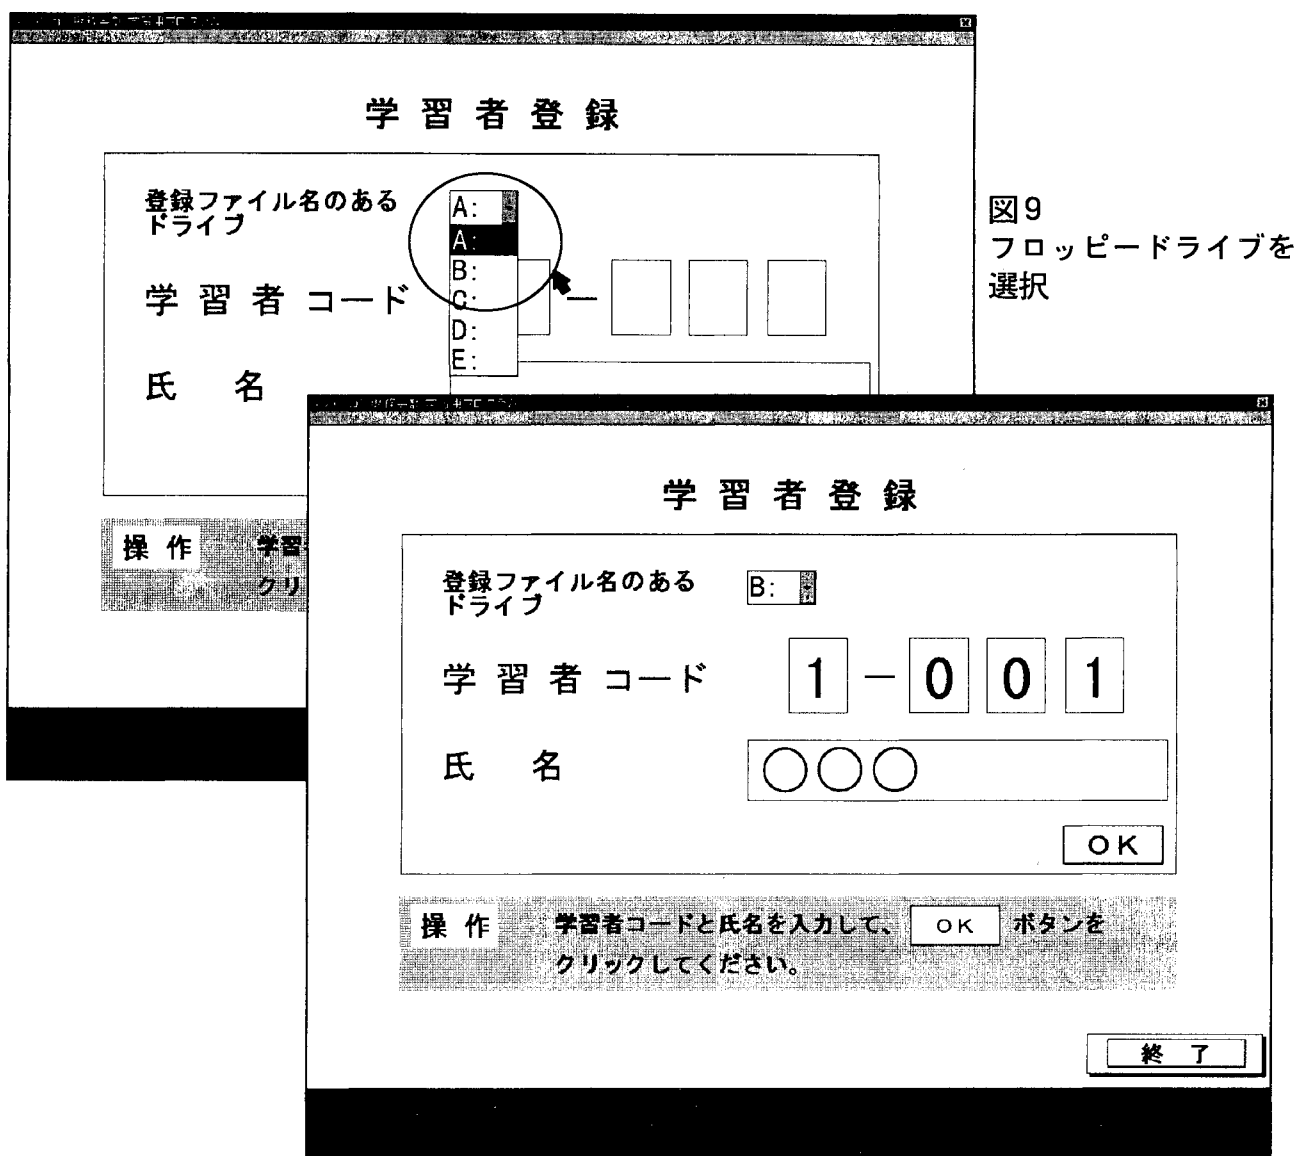 学習者登録
登録ファイル名のある
ドライブ
A:
A:
B:
C:
D:
E:
学習者コード
―
氏 名
操作
学習
クリ
図9
フロッピードライブを
選択
学習者登録
登録ファイル名のある
ドライブ
B:
学習者コード
1－001
氏 名
○○○
OK
操作 学習者コードと氏名を入力して、 OK ボタンを
クリックしてください。
終 了